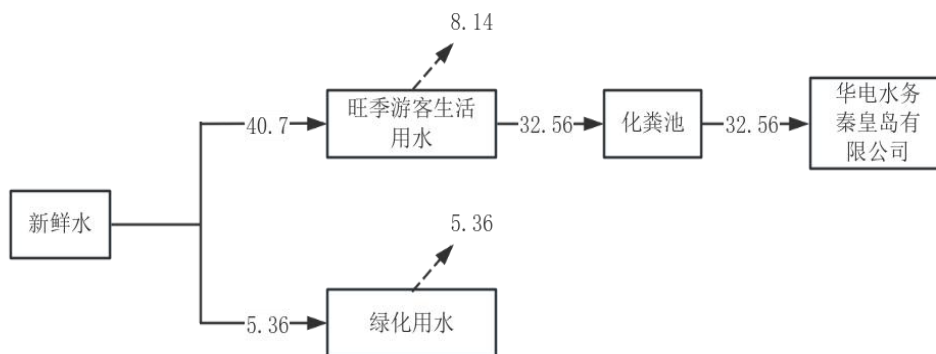 8.14
旺季游客生活
用水
40.7
32.56
化粪池
32.56
华电水务
秦皇岛有
限公司
新鲜水
5.36
5.36
绿化用水